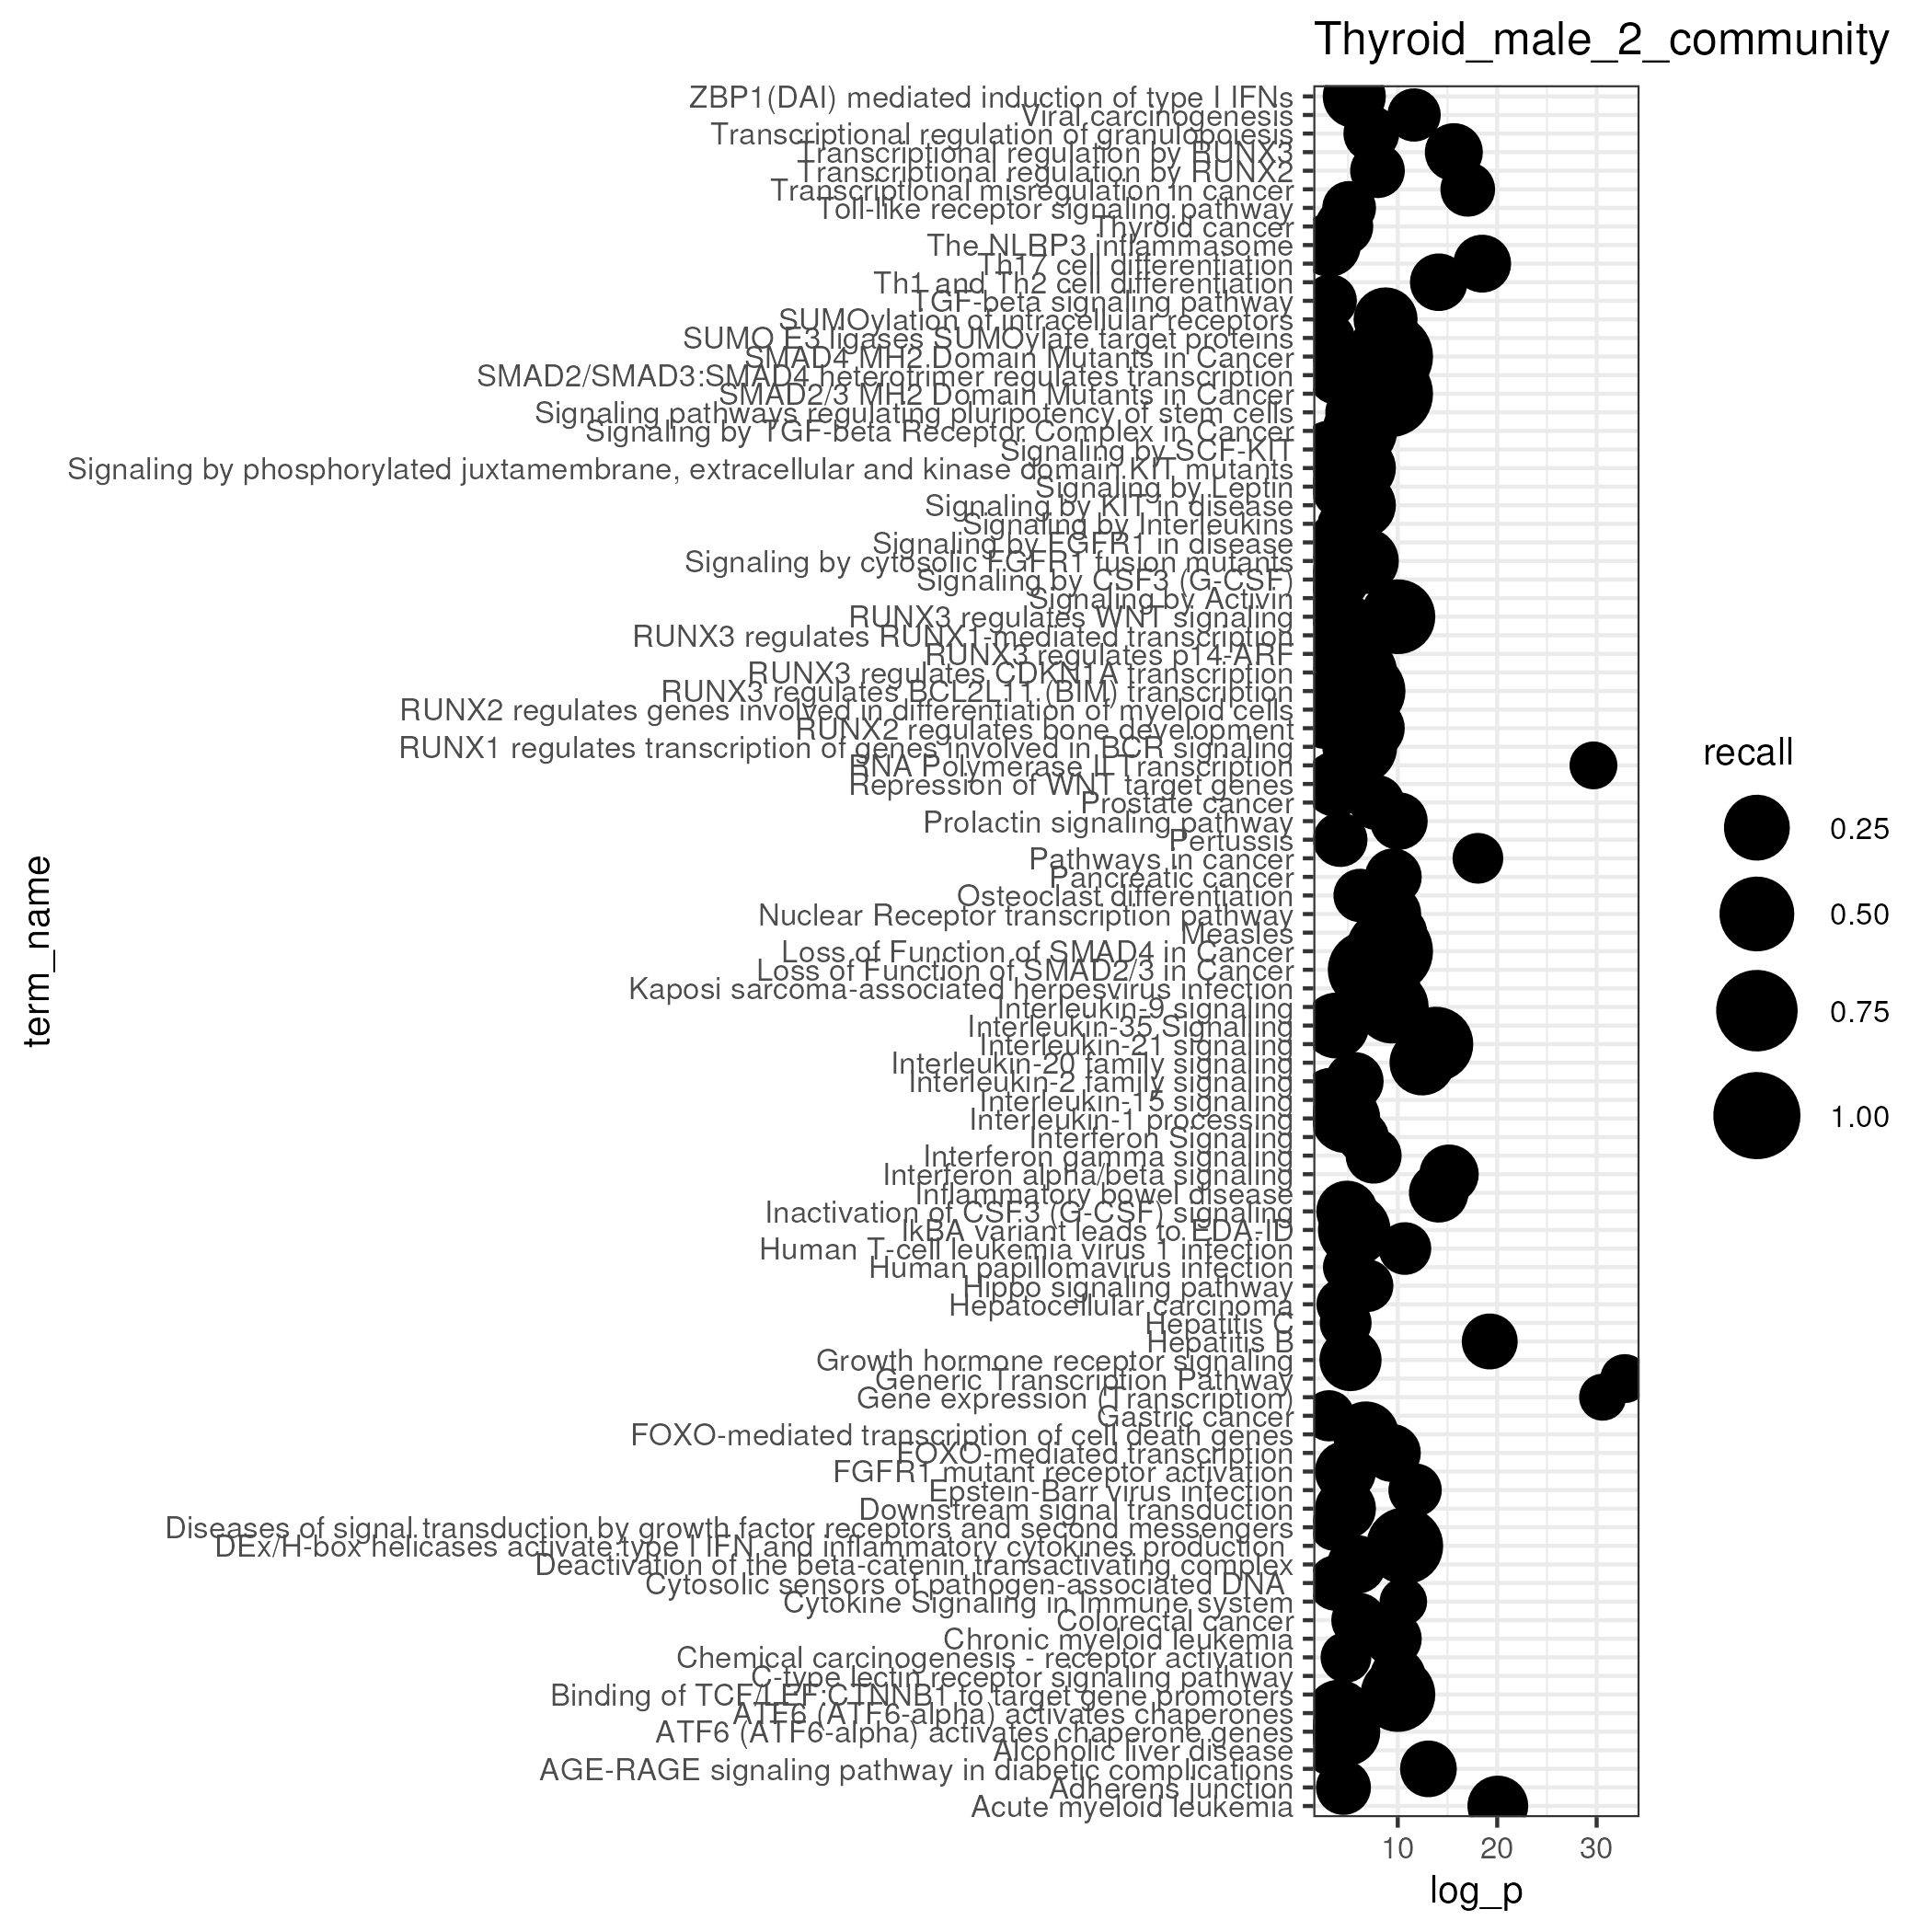 Thyroid_male_2_community
ZBP1(DAI) mediated induction of type I IFNs
Viral carcinogenesis
Transcriptional regulation of granulopoiesis
Transcriptional regulation by RUNX3
Transcriptional regulation by RUNX2
Transcriptional misregulation in cancer
Toll-like receptor signaling pathway
Thyroid cancer
The NLRP3 inflammasome
Th17 cell differentiation
Th1 and Th2 cell differentiation
TGF-beta signaling pathway
SUMOylation of intracellular receptors
SUMO E3 ligases SUMOylate target proteins
SMAD4 MH2 Domain Mutants in Cancer
SMAD2/SMAD3:SMAD4 heterotrimer regulates transcription
SMAD2/3 MH2 Domain Mutants in Cancer
Signaling pathways regulating pluripotency of stem cells
Signaling by TGF-beta Receptor Complex in Cancer
Signaling by SCF-KIT
Signaling by phosphorylated juxtamembrane, extracellular and kinase domain KIT mutants
Signaling by Leptin
Signaling by KIT in disease
Signaling by Interleukins
Signaling by FGFR1 in disease
Signaling by cytosolic FGFR1 fusion mutants
Signaling by CSF3 (G-CSF)
Signaling by Activin
RUNX3 regulates WNT signaling
RUNX3 regulates RUNX1-mediated transcription
RUNX3 regulates p14-ARF
RUNX3 regulates CDKN1A transcription
RUNX3 regulates BCL2L11 (BIM) transcription
RUNX2 regulates genes involved in differentiation of myeloid cells
RUNX2 regulates bone development
RUNX1 regulates transcription of genes involved in BCR signaling
RNA Polymerase II Transcription
Repression of WNT target genes
Prostate cancer
Prolactin signaling pathway
Pertussis
Pathways in cancer
Pancreatic cancer
Osteoclast differentiation
Nuclear Receptor transcription pathway
Measles
Loss of Function of SMAD4 in Cancer
Loss of Function of SMAD2/3 in Cancer
Kaposi sarcoma-associated herpesvirus infection
Interleukin-9 signaling
Interleukin-35 Signalling
Interleukin-21 signaling
Interleukin-20 family signaling
Interleukin-2 family signaling
Interleukin-15 signaling
Interleukin-1 processing
Interferon Signaling
Interferon gamma signaling
Interferon alpha/beta signaling
Inflammatory bowel disease
Inactivation of CSF3 (G-CSF) signaling
IkBA variant leads to EDA-ID
Human T-cell leukemia virus 1 infection
Human papillomavirus infection
Hippo signaling pathway
Hepatocellular carcinoma
Hepatitis C
Hepatitis B
Growth hormone receptor signaling
Generic Transcription Pathway
Gene expression (Transcription)
Gastric cancer
FOXO-mediated transcription of cell death genes
FOXO-mediated transcription
FGFR1 mutant receptor activation
Epstein-Barr virus infection
Downstream signal transduction
Diseases of signal transduction by growth factor receptors and second messengers
DEx/H-box helicases activate type I IFN and inflammatory cytokines production
Deactivation of the beta-catenin transactivating complex
Cytosolic sensors of pathogen-associated DNA
Cytokine Signaling in Immune system
Colorectal cancer
Chronic myeloid leukemia
Chemical carcinogenesis - receptor activation
C-type lectin receptor signaling pathway
Binding of TCF/LEF:CTNNB1 to target gene promoters
ATF6 (ATF6-alpha) activates chaperones
ATF6 (ATF6-alpha) activates chaperone genes
Alcoholic liver disease
AGE-RAGE signaling pathway in diabetic complications
Adherens junction
Acute myeloid leukemia
term_name
10 20 30
log_p
recall
0.25
0.50
0.75
1.00